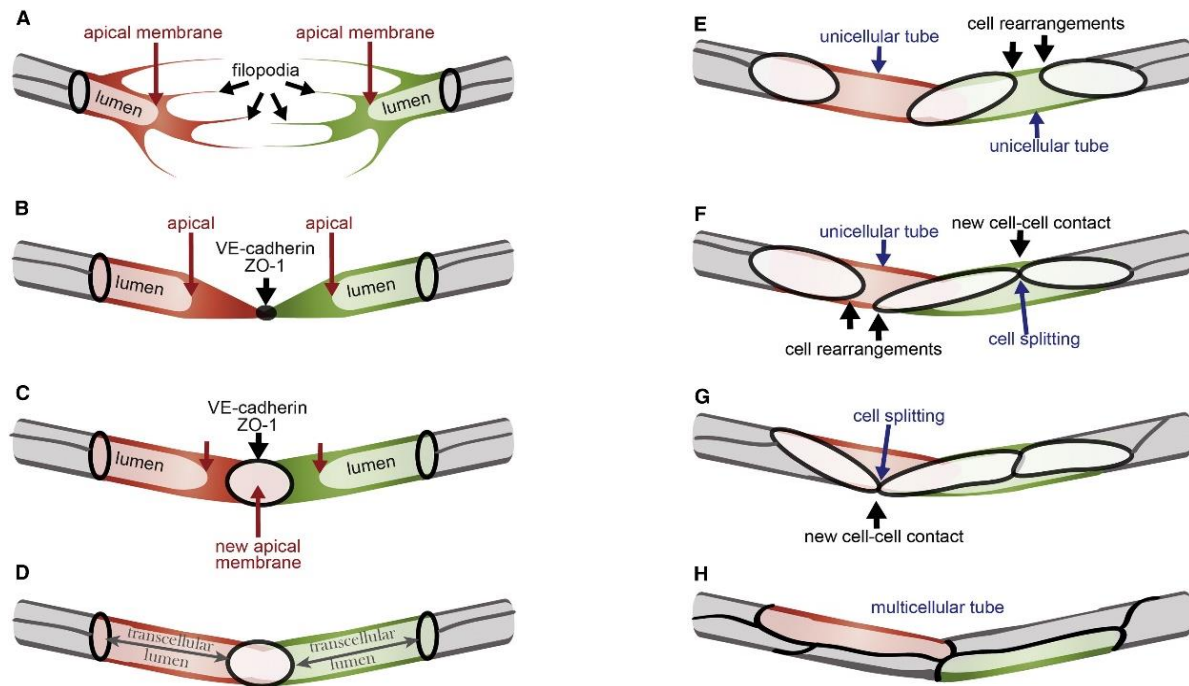 A
apical membrane
apical membrane
filopodia
lumen
lumen
B
apical
apical
VE-cadherin
ZO-1
lumen
lumen
C
VE-cadherin
ZO-1
lumen
lumen
new apical
membrane
D
transcellular
lumen
transcellular
lumen
E
cell rearrangements
unicellular tube
unicellular tube
F
new cell-cell contact
unicellular tube
cell splitting
cell rearrangements
G
cell splitting
new cell-cell contact
H
multicellular tube